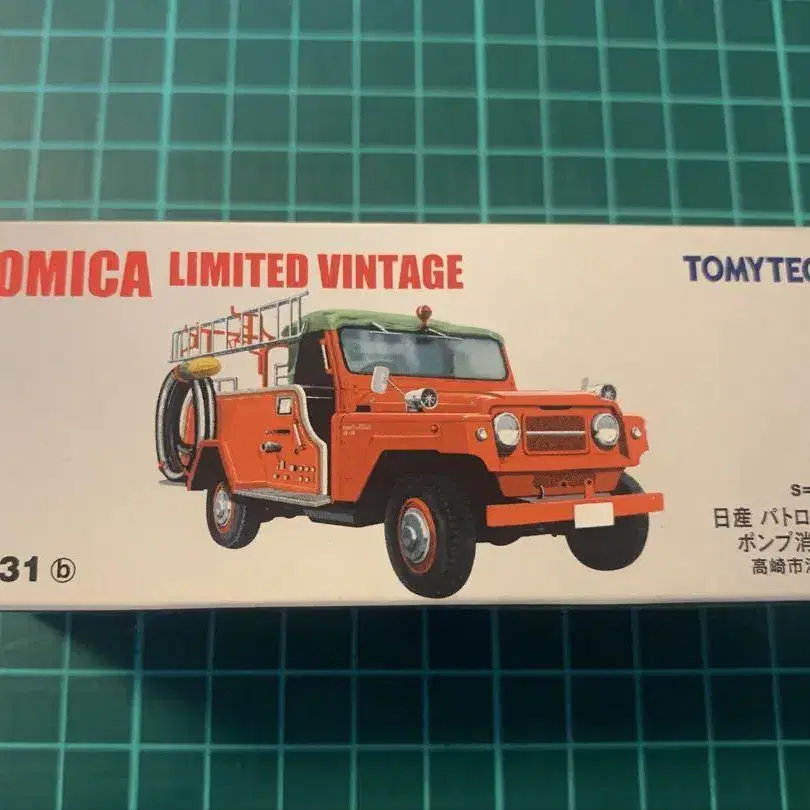 OMICA LIMITED VINTAGE
TOMYTEC
S=
日産 パトロ
ポンプ消
高崎市
31 ⓑ